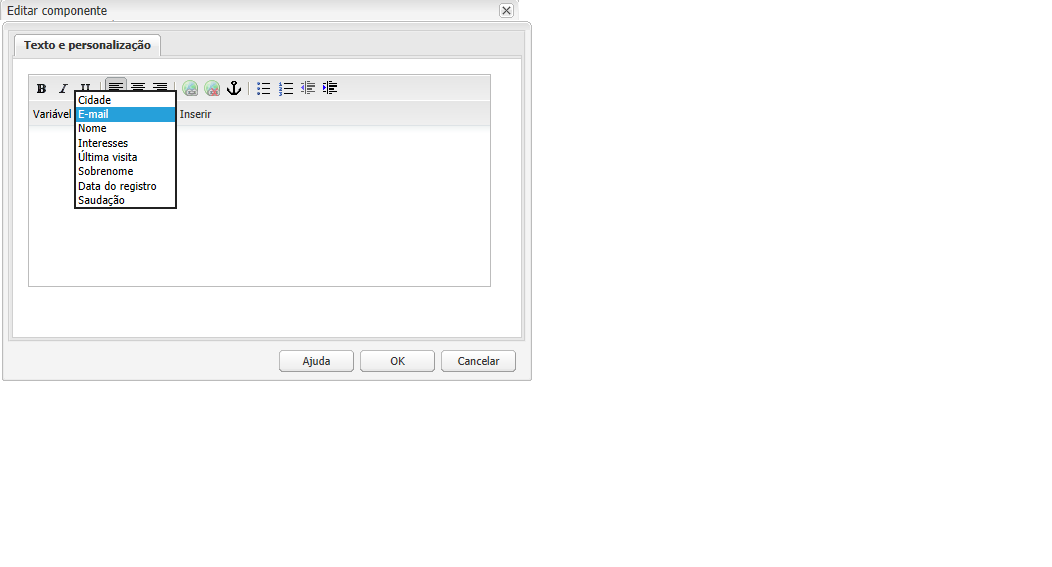 Editar componente
Texto e personalização
B I U
Variável
Inserir
Cidade
E-mail
Nome
Interesses
Última visita
Sobrenome
Data do registro
Saudação
Ajuda
OK
Cancelar